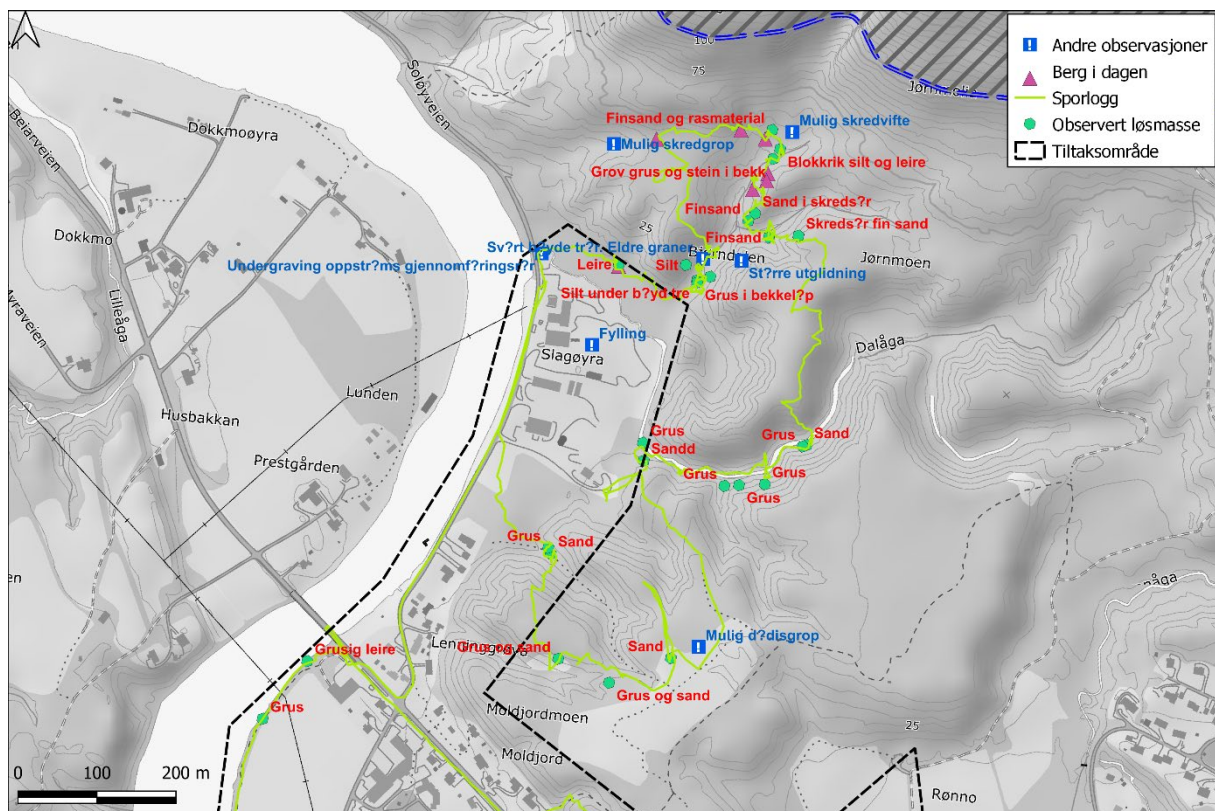 Andre observasjoner
Berg i dagen
Sporlogg
Observert løsmasse
Tiltaksområde
100
75
Soløyveien
Dokkmoøyra
Beiarveien
Finsand og rasmaterial
Mulig skredvifte
Mulig skredgrop
Blokkrik silt og leire
Grov grus og stein i bekk
Sand i skreds?r
Finsand
Skreds?r fin sand
Dokkmo
25
Finsand
Sv?rt b?yde tr?r. Eldre graner
Undergraving oppstr?ms gjennomf?ringsr?r
Leire
Silt
St?rre utglidning
Jørnmoen
Silt under b?yd tre
Grus i bekkel?p
Lilleåga
Fylling
Slagøyra
Dalåga
Lunden
Husbakkan
Prestgården
Grus
Sandd
Grus
Sand
Grus
Grus
Grus
Grus
Sand
Grusig leire
Grus og sand
Sand
Mulig d?disgrop
Grus og sand
Grus
Moldjordmoen
Moldjord
25
Rønno
0 100 200 m